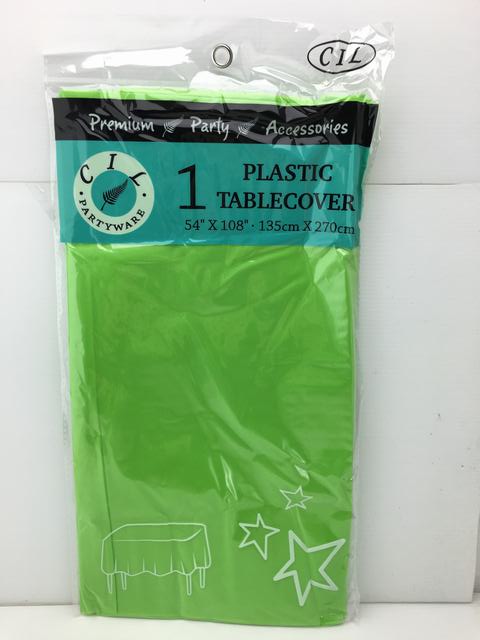 CIL
Premium Party Accessories
CIL
PARTYWARE
1 PLASTIC
TABLECOVER
54" X 108" · 135cm X 270cm